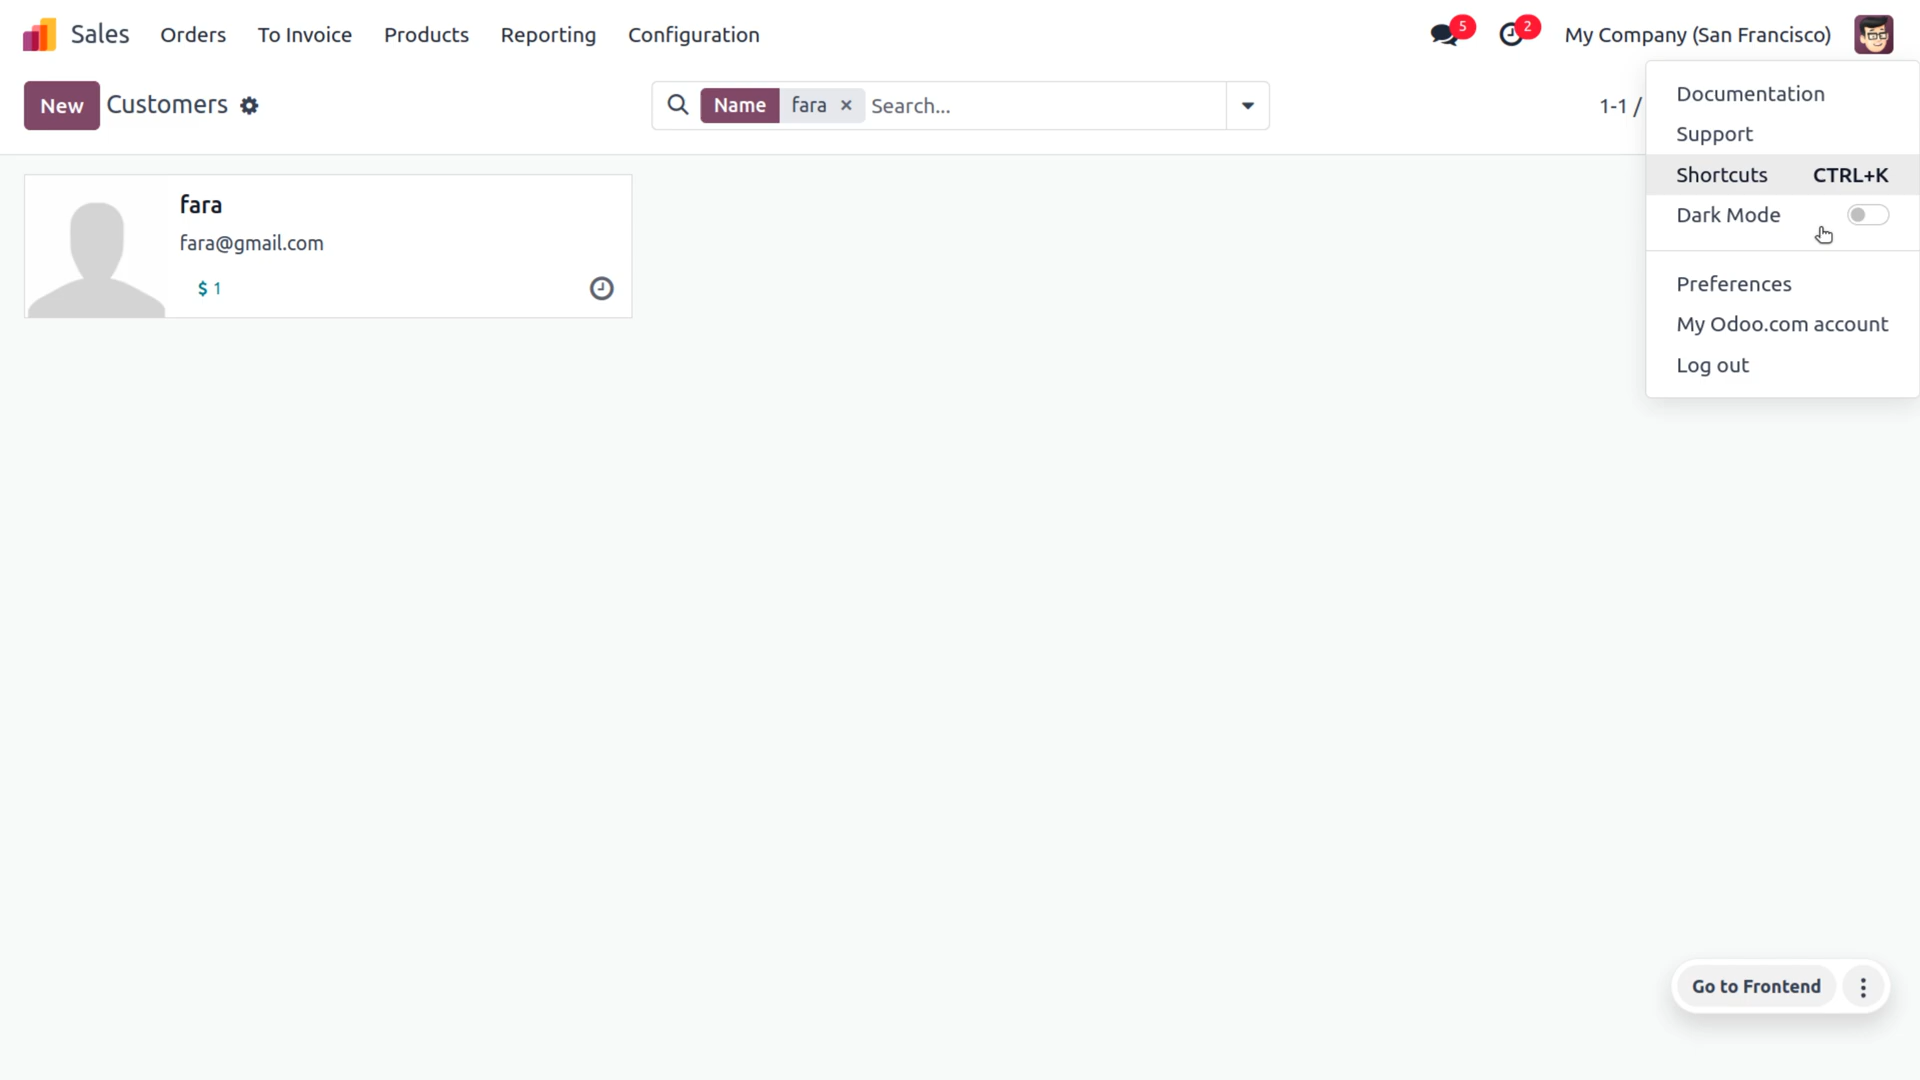 Sales Orders To Invoice Products Reporting Configuration 5 2 My Company (San Francisco)
New Customers Name fara × Search... 1-1 /
Documentation
Support
Shortcuts CTRL+K
Dark Mode
Preferences
My Odoo.com account
Log out
fara
fara@gmail.com
$ 1
Go to Frontend